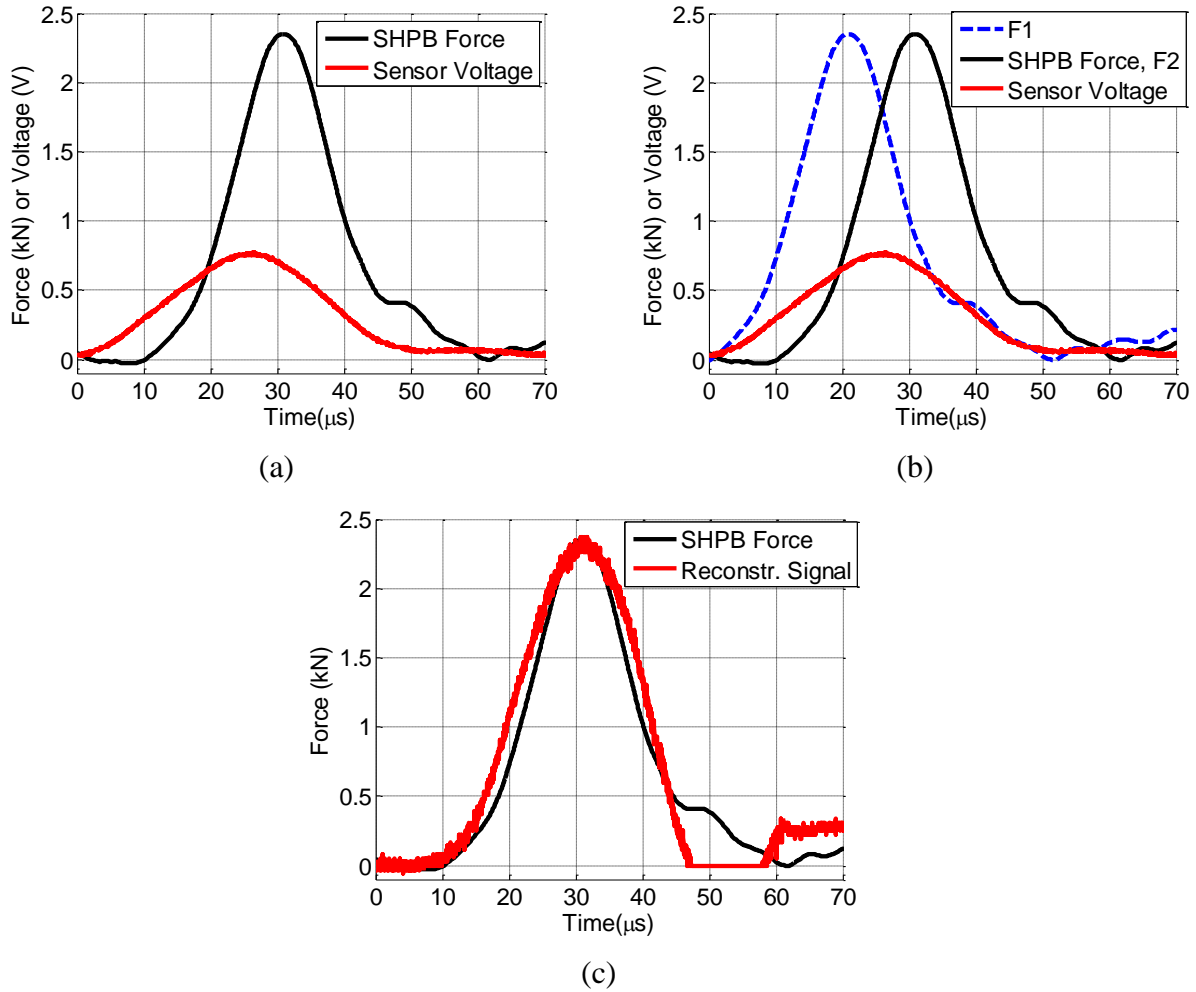 2.5
2
1.5
1
0.5
0
Force (kN) or Voltage (V)
SHPB Force
Sensor Voltage
0 10 20 30 40 50 60 70
Time(μs)
(a)
2.5
2
1.5
1
0.5
0
Force (kN) or Voltage (V)
F1
SHPB Force, F2
Sensor Voltage
0 10 20 30 40 50 60 70
Time(μs)
(b)
2.5
2
1.5
1
0.5
0
Force (kN)
SHPB Force
Reconstr. Signal
0 10 20 30 40 50 60 70
Time(μs)
(c)